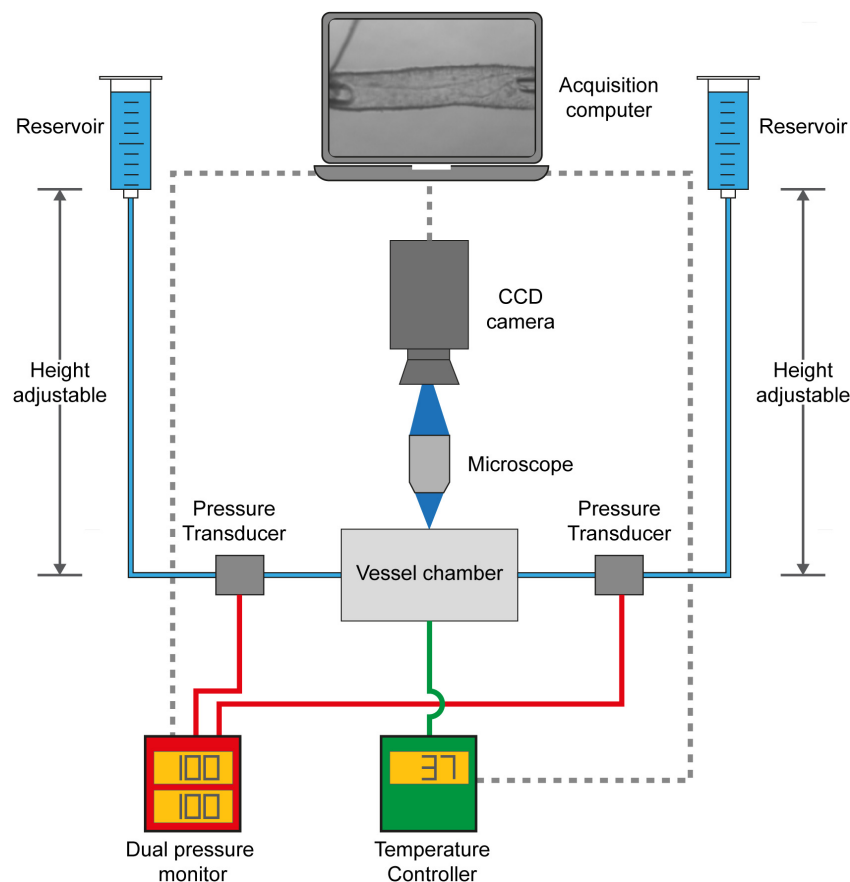 Acquisition
computer
Reservoir
Reservoir
CCD
camera
Height
adjustable
Height
adjustable
Microscope
Pressure
Transducer
Pressure
Transducer
Vessel chamber
100
100
37
Dual pressure
monitor
Temperature
Controller